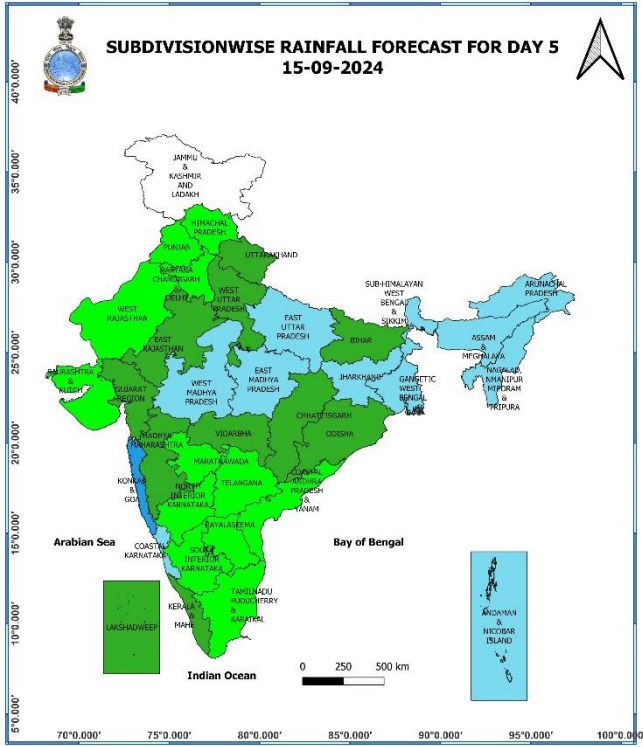 SUBDIVISIONWISE RAINFALL FORECAST FOR DAY 5
15-09-2024
40°0.000'
35°0.000'
30°0.000'
25°0.000'
20°0.000'
15°0.000'
10°0.000'
5°0.000'
JAMMU
&
KASHMIR
AND
LADAKH
HIMACHAL
PRADESH
PUNJAB
UTTARAKHAND
HARYANA
CHANDIGARH
&
DELHI
WEST
UTTAR
PRADESH
WEST
RAJASTHAN
EAST
RAJASTHAN
EAST
UTTAR
PRADESH
SUB-HIMALAYAN
WEST
BENGAL
&
SIKKIM
ARUNACHAL
PRADESH
BIHAR
ASSAM
&
MEGHALAYA
NAGALAD,
NMANIPUR
MIZORAM
&
TRIPURA
SAURASHTRA
&
KUTCH
GUJARAT
REGION
WEST
MADHYA
PRADESH
EAST
MADHYA
PRADESH
JHARKHAND
GANGETIC
WEST
BENGAL
CHHATTISGARH
ODISHA
MADHYA
MAHARASHTRA
VIDARBHA
MARATHWADA
KONKAN
&
GOA
NORTH
INTERIOR
KARNATAKA
TELANGANA
COASTAL
ANDHRA
PRADESH
&
YANAM
RAYALASEEMA
COASTAL
KARNATAKA
SOUTH
INTERIOR
KARNATAKA
TAMILNADU
PUDUCHERRY
&
KARAIKAL
KERALA
&
MAHE
LAKSHADWEEP
ANDAMAN
&
NICOBAR
ISLAND
Arabian Sea
Bay of Bengal
Indian Ocean
0 250 500 km
70°0.000' 75°0.000' 80°0.000' 85°0.000' 90°0.000' 95°0.000' 100°0.000'